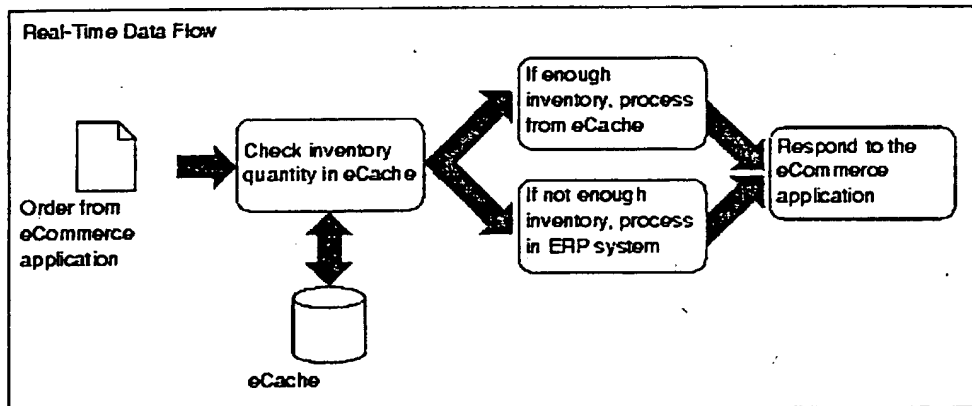 Real-Time Data Flow
Order from
eCommerce
application
Check inventory
quantity in eCache
eCache
If enough
inventory, process
from eCache
If not enough
inventory, process
in ERP system
Respond to the
eCommerce
application